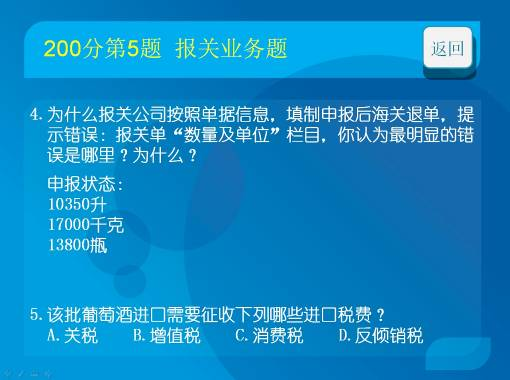 200分第5题 报关业务题
返回
4.为什么报关公司按照单据信息，填制申报后海关退单，提
示错误：报关单“数量及单位”栏目，你认为最明显的错
误是哪里？为什么？
申报状态：
10350升
17000千克
13800瓶
5.该批葡萄酒进口需要征收下列哪些进口税费？
A.关税 B.增值税 C.消费税 D.反倾销税